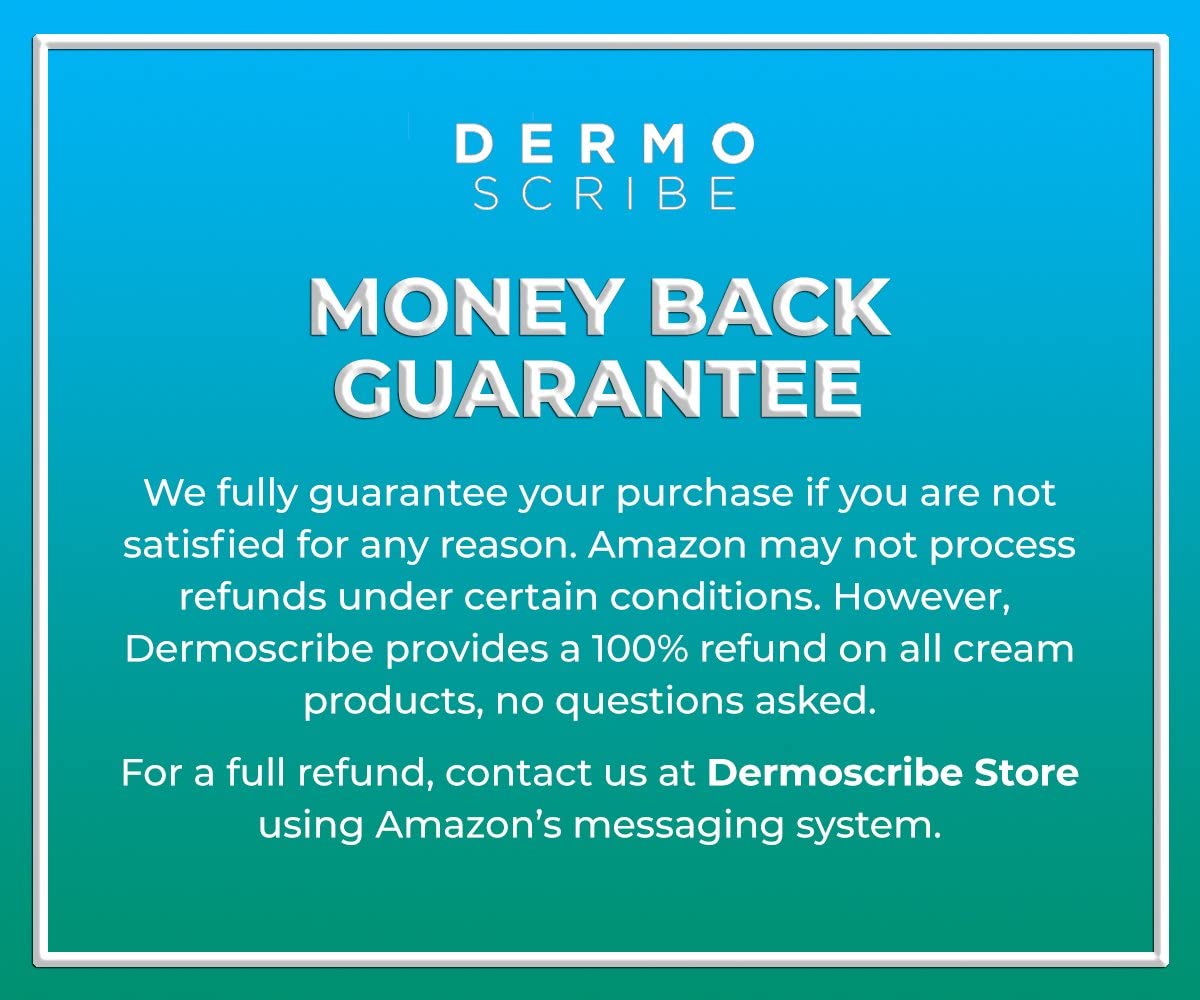 DERMO
SCRIBE
MONEY BACK
GUARANTEE
We fully guarantee your purchase if you are not
satisfied for any reason. Amazon may not process
refunds under certain conditions. However,
Dermoscribe provides a 100% refund on all cream
products, no questions asked.
For a full refund, contact us at Dermoscribe Store
using Amazon’s messaging system.